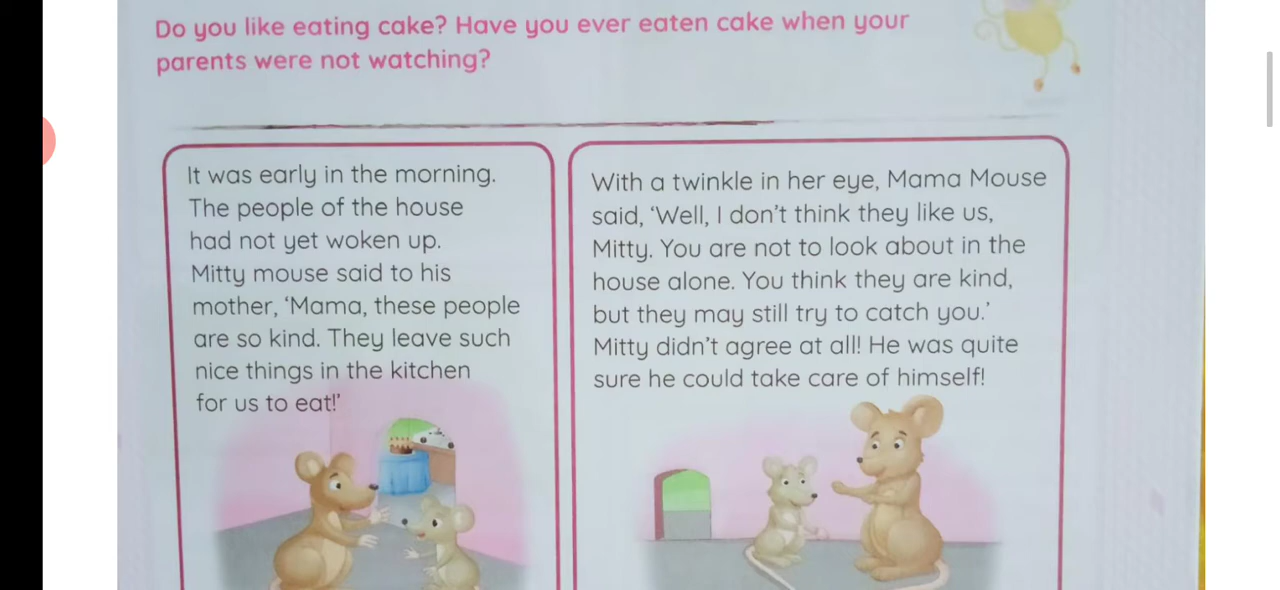 Do you like eating cake? Have you ever eaten cake when your
parents were not watching?
It was early in the morning.
The people of the house
had not yet woken up.
Mitty mouse said to his
mother, ‘Mama, these people
are so kind. They leave such
nice things in the kitchen
for us to eat!’
With a twinkle in her eye, Mama Mouse
said, ‘Well, I don’t think they like us,
Mitty. You are not to look about in the
house alone. You think they are kind,
but they may still try to catch you.’
Mitty didn’t agree at all! He was quite
sure he could take care of himself!